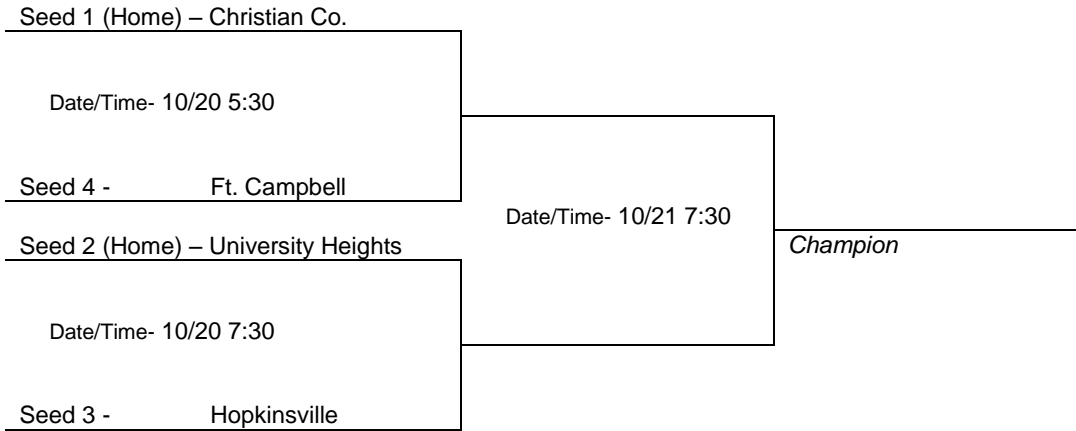 Seed 1 (Home) – Christian Co.
Date/Time- 10/20 5:30
Seed 4 - Ft. Campbell
Date/Time- 10/21 7:30
Seed 2 (Home) – University Heights
Champion
Date/Time- 10/20 7:30
Seed 3 - Hopkinsville